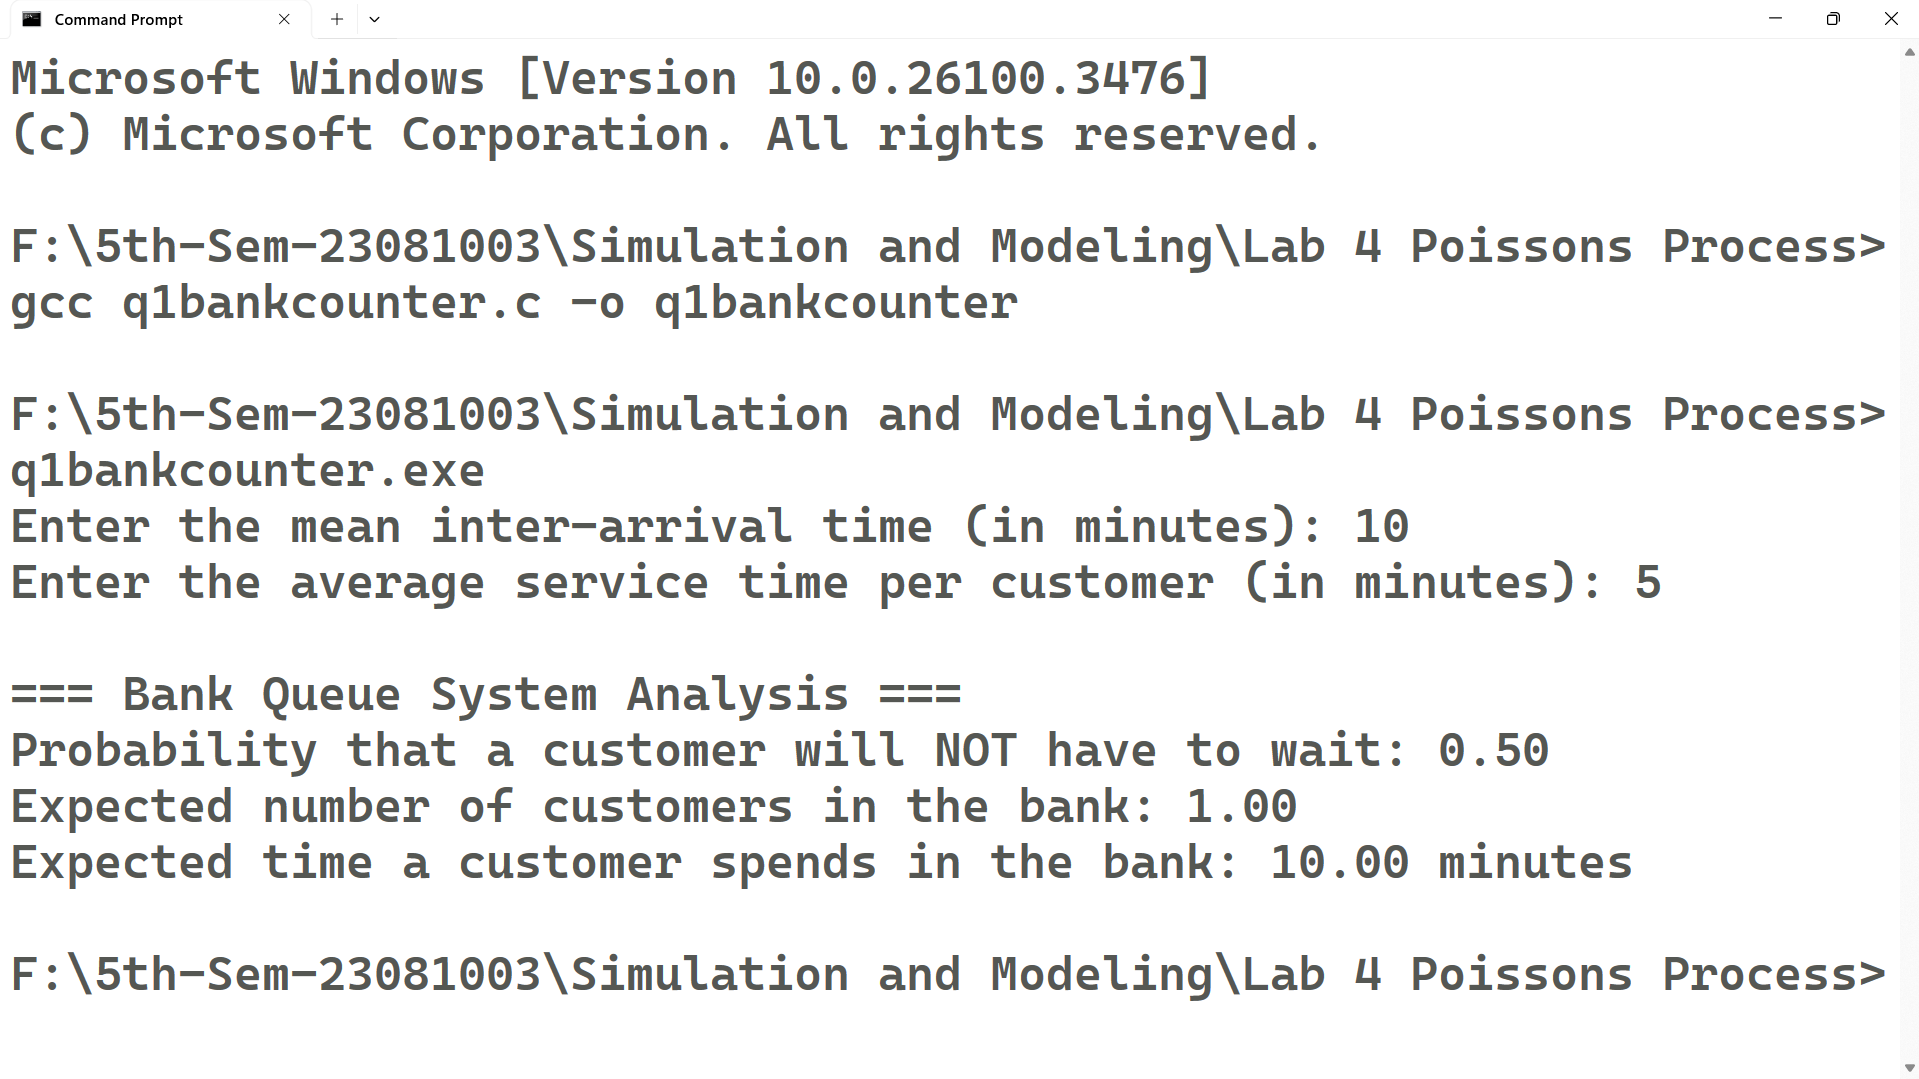 Command Prompt
Microsoft Windows [Version 10.0.26100.3476]
(c) Microsoft Corporation. All rights reserved.
F:\5th-Sem-23081003\Simulation and Modeling\Lab 4 Poissons Process>
gcc q1bankcounter.c -o q1bankcounter
F:\5th-Sem-23081003\Simulation and Modeling\Lab 4 Poissons Process>
q1bankcounter.exe
Enter the mean inter-arrival time (in minutes): 10
Enter the average service time per customer (in minutes): 5
=== Bank Queue System Analysis ===
Probability that a customer will NOT have to wait: 0.50
Expected number of customers in the bank: 1.00
Expected time a customer spends in the bank: 10.00 minutes
F:\5th-Sem-23081003\Simulation and Modeling\Lab 4 Poissons Process>